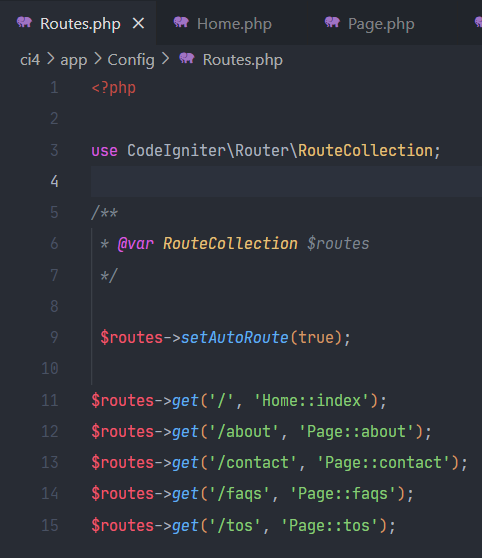 Routes.php × Home.php Page.php
ci4 > app > Config > Routes.php
1 <?php
2
3 use CodeIgniter\Router\RouteCollection;
4
5 /**
6  * @var RouteCollection $routes
7  */
8
9  $routes->setAutoRoute(true);
10
11 $routes->get('/', 'Home::index');
12 $routes->get('/about', 'Page::about');
13 $routes->get('/contact', 'Page::contact');
14 $routes->get('/faqs', 'Page::faqs');
15 $routes->get('/tos', 'Page::tos');